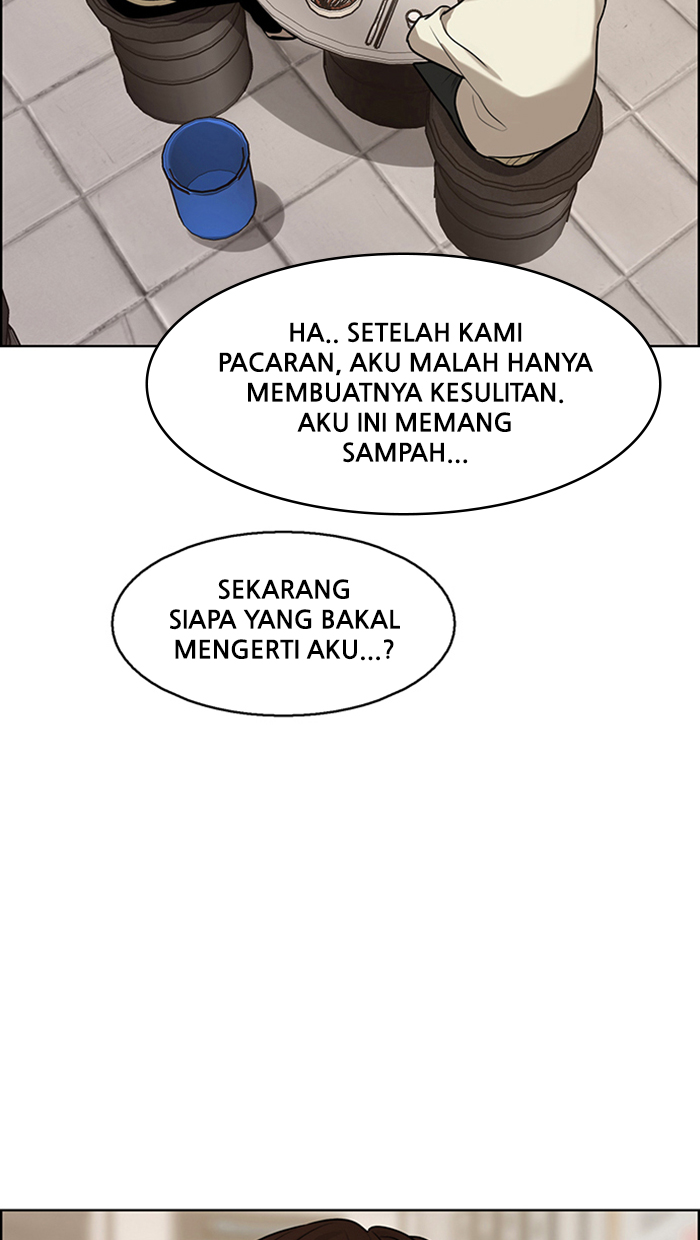 HA.. SETELAH KAMI
PACARAN, AKU MALAH HANYA
MEMBUATNYA KESULITAN.
AKU INI MEMANG
SAMPAH...
SEKARANG
SIAPA YANG BAKAL
MENGERTI AKU...?